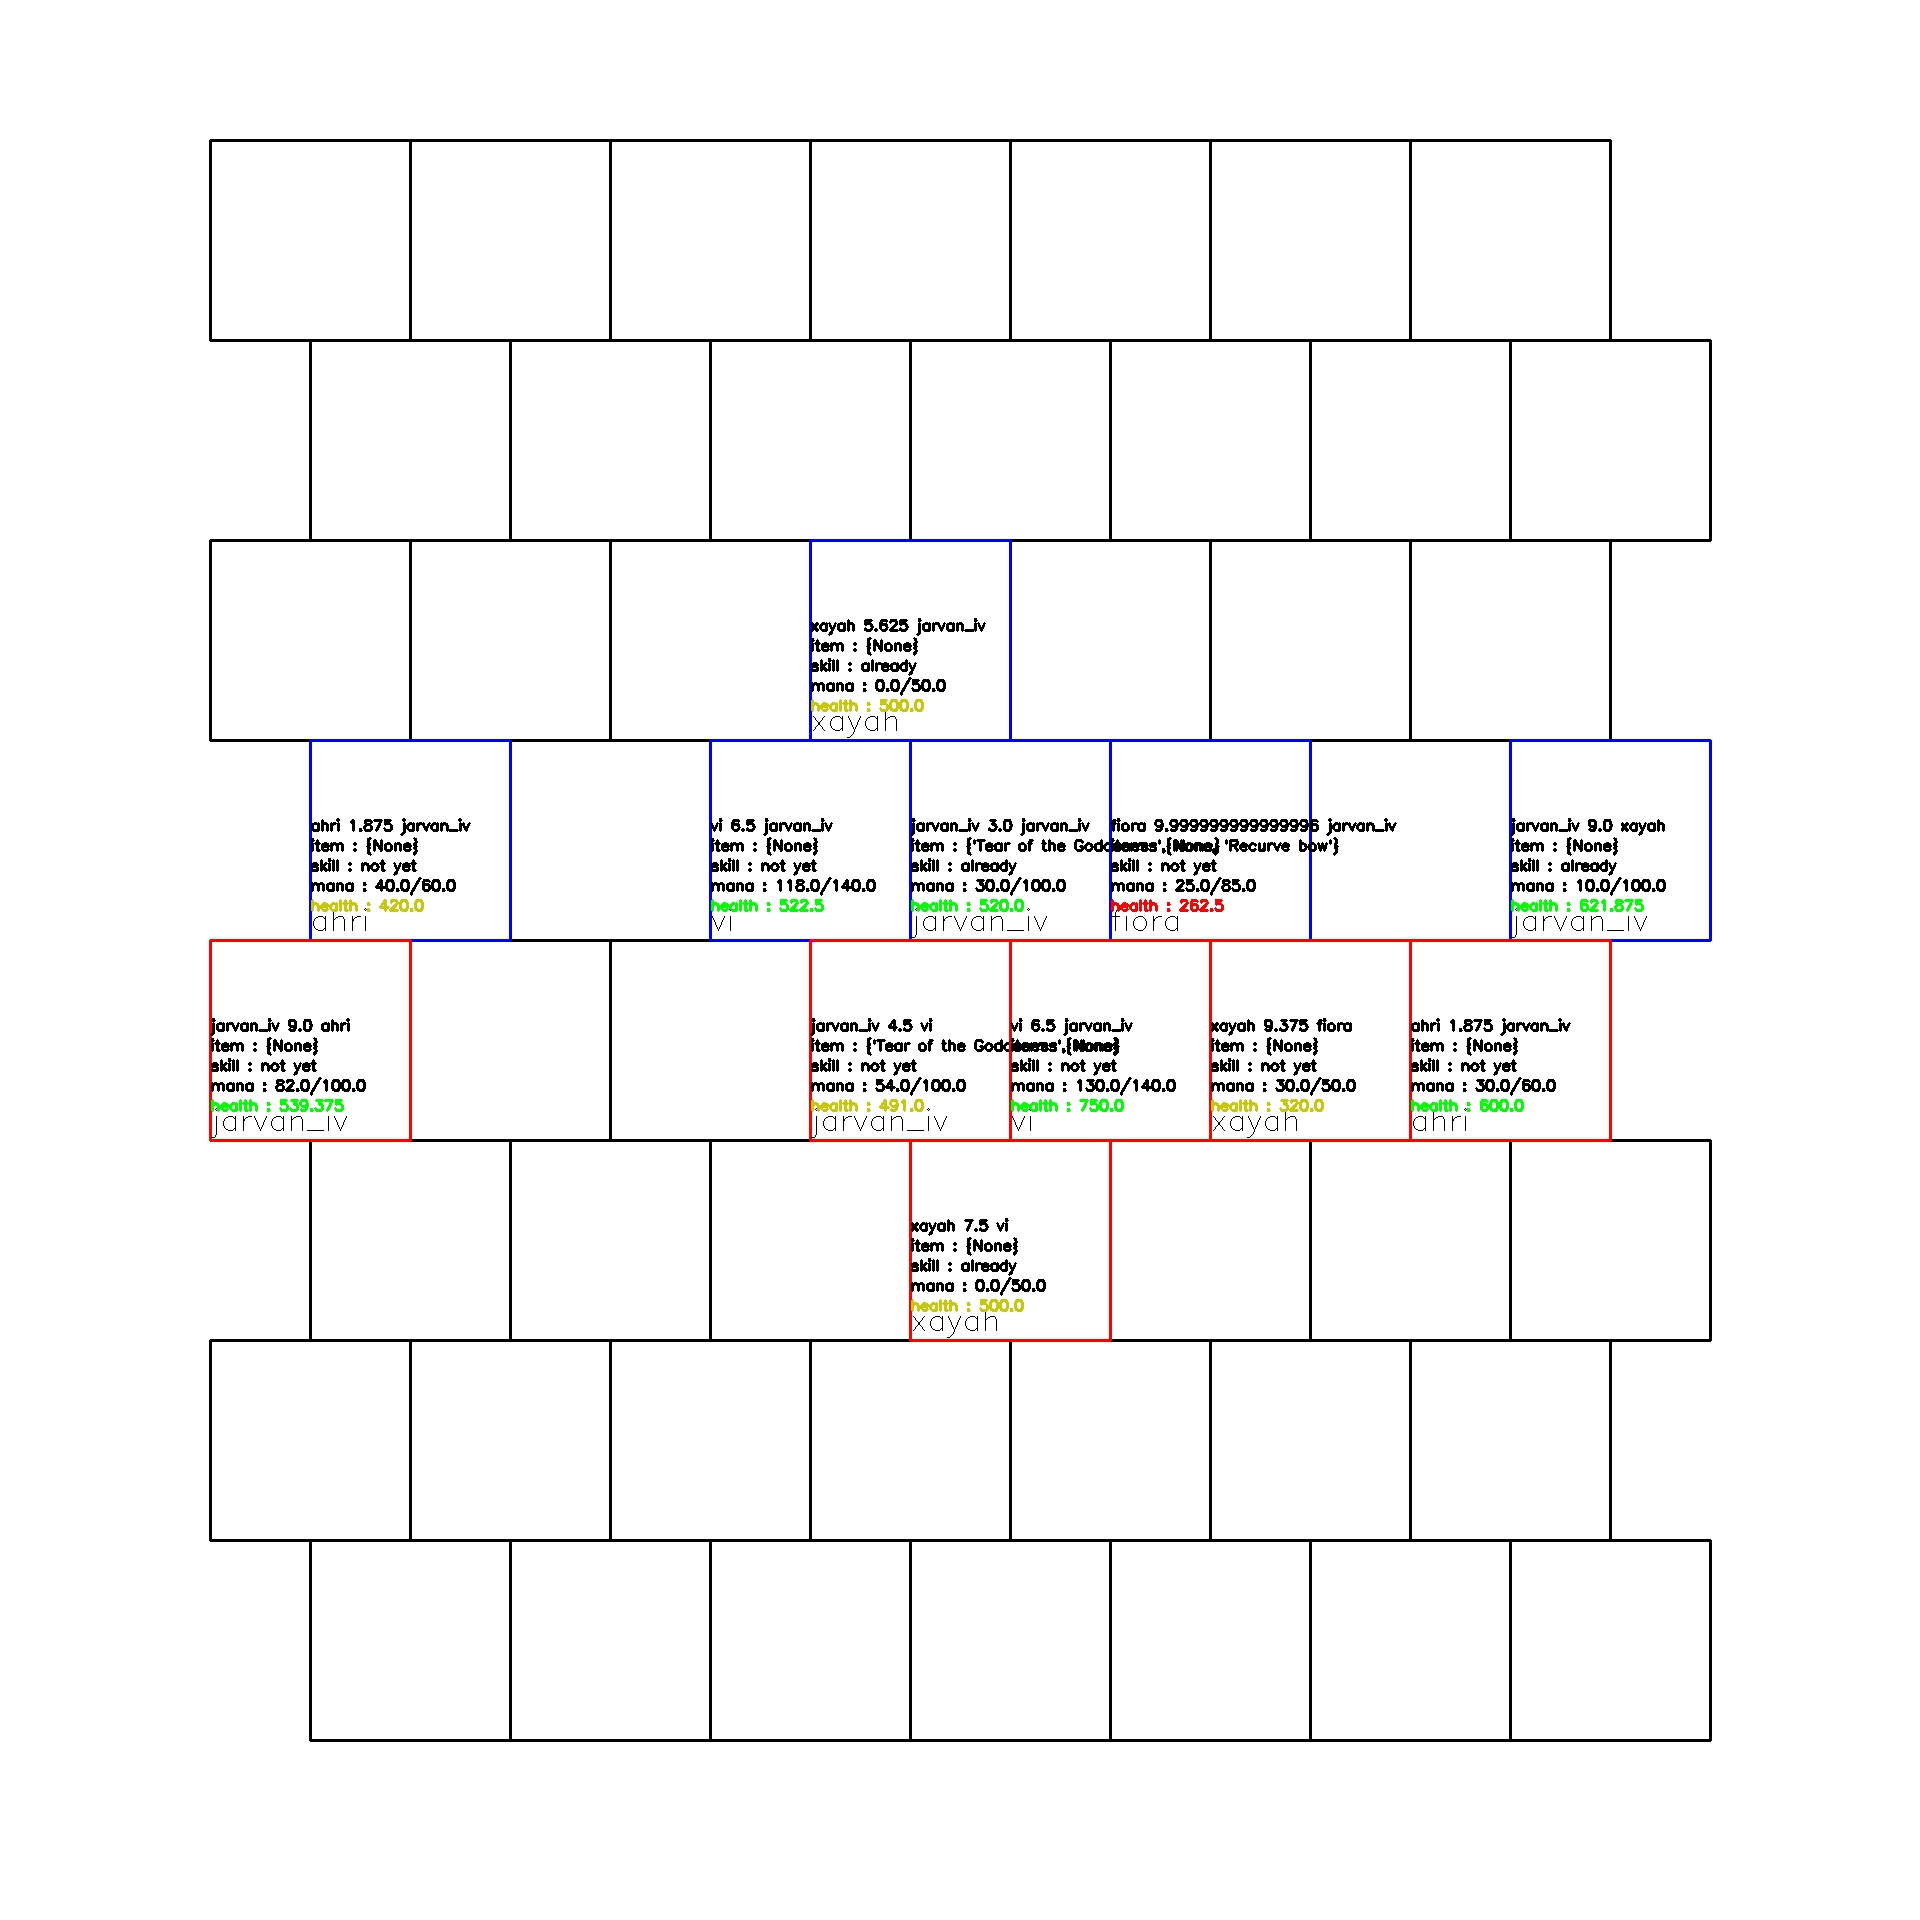 xayah 5.625 jarvan_iv
item : {None}
skill : already
mana : 0.0/50.0
health : 500.0
xayah
ahri 1.875 jarvan_iv
item : {None}
skill : not yet
mana : 40.0/60.0
health : 420.0
ahri
vi 6.5 jarvan_iv
item : {None}
skill : not yet
mana : 118.0/140.0
health : 522.5
vi
jarvan_iv 3.0 jarvan_iv
item : {'Tear of the Goddess', 'Recurve bow'}
skill : already
mana : 30.0/100.0
health : 520.0
jarvan_iv
fiora 9.999999999999996 jarvan_iv
item : {None}
skill : not yet
mana : 25.0/85.0
health : 262.5
fiora
jarvan_iv 9.0 xayah
item : {None}
skill : already
mana : 10.0/100.0
health : 621.875
jarvan_iv
jarvan_iv 9.0 ahri
item : {None}
skill : not yet
mana : 82.0/100.0
health : 539.375
jarvan_iv
jarvan_iv 4.5 vi
item : {'Tear of the
skill : not yet
mana : 54.0/100.0
health : 491.0
jarvan_iv
vi 6.5 jarvan_iv
item : {None}
skill : not yet
mana : 130.0/140.0
health : 750.0
vi
xayah 9.375 fiora
item : {None}
skill : not yet
mana : 30.0/50.0
health : 320.0
xayah
ahri 1.875 jarvan_iv
item : {None}
skill : not yet
mana : 30.0/60.0
health : 600.0
ahri
xayah 7.5 vi
item : {None}
skill : already
mana : 0.0/50.0
health : 500.0
xayah